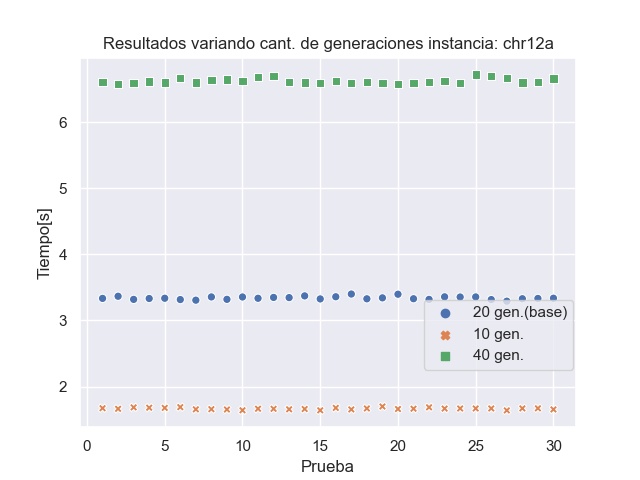 Resultados variando cant. de generaciones instancia: chr12a
6
5
4
3
2
Tiempo[s]
20 gen.(base)
10 gen.
40 gen.
0 5 10 15 20 25 30
Prueba